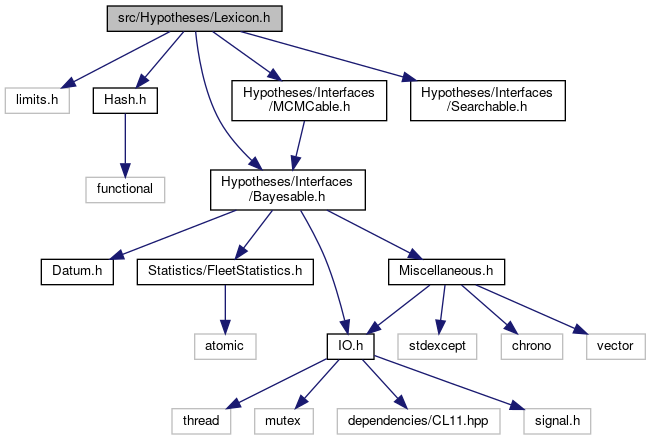 src/Hypotheses/Lexicon.h
limits.h
Hash.h
Hypotheses/Interfaces
/MCMCable.h
Hypotheses/Interfaces
/Searchable.h
functional
Hypotheses/Interfaces
/Bayesable.h
Datum.h
Statistics/FleetStatistics.h
Miscellaneous.h
atomic
IO.h
stdexcept
chrono
vector
thread
mutex
dependencies/CL11.hpp
signal.h